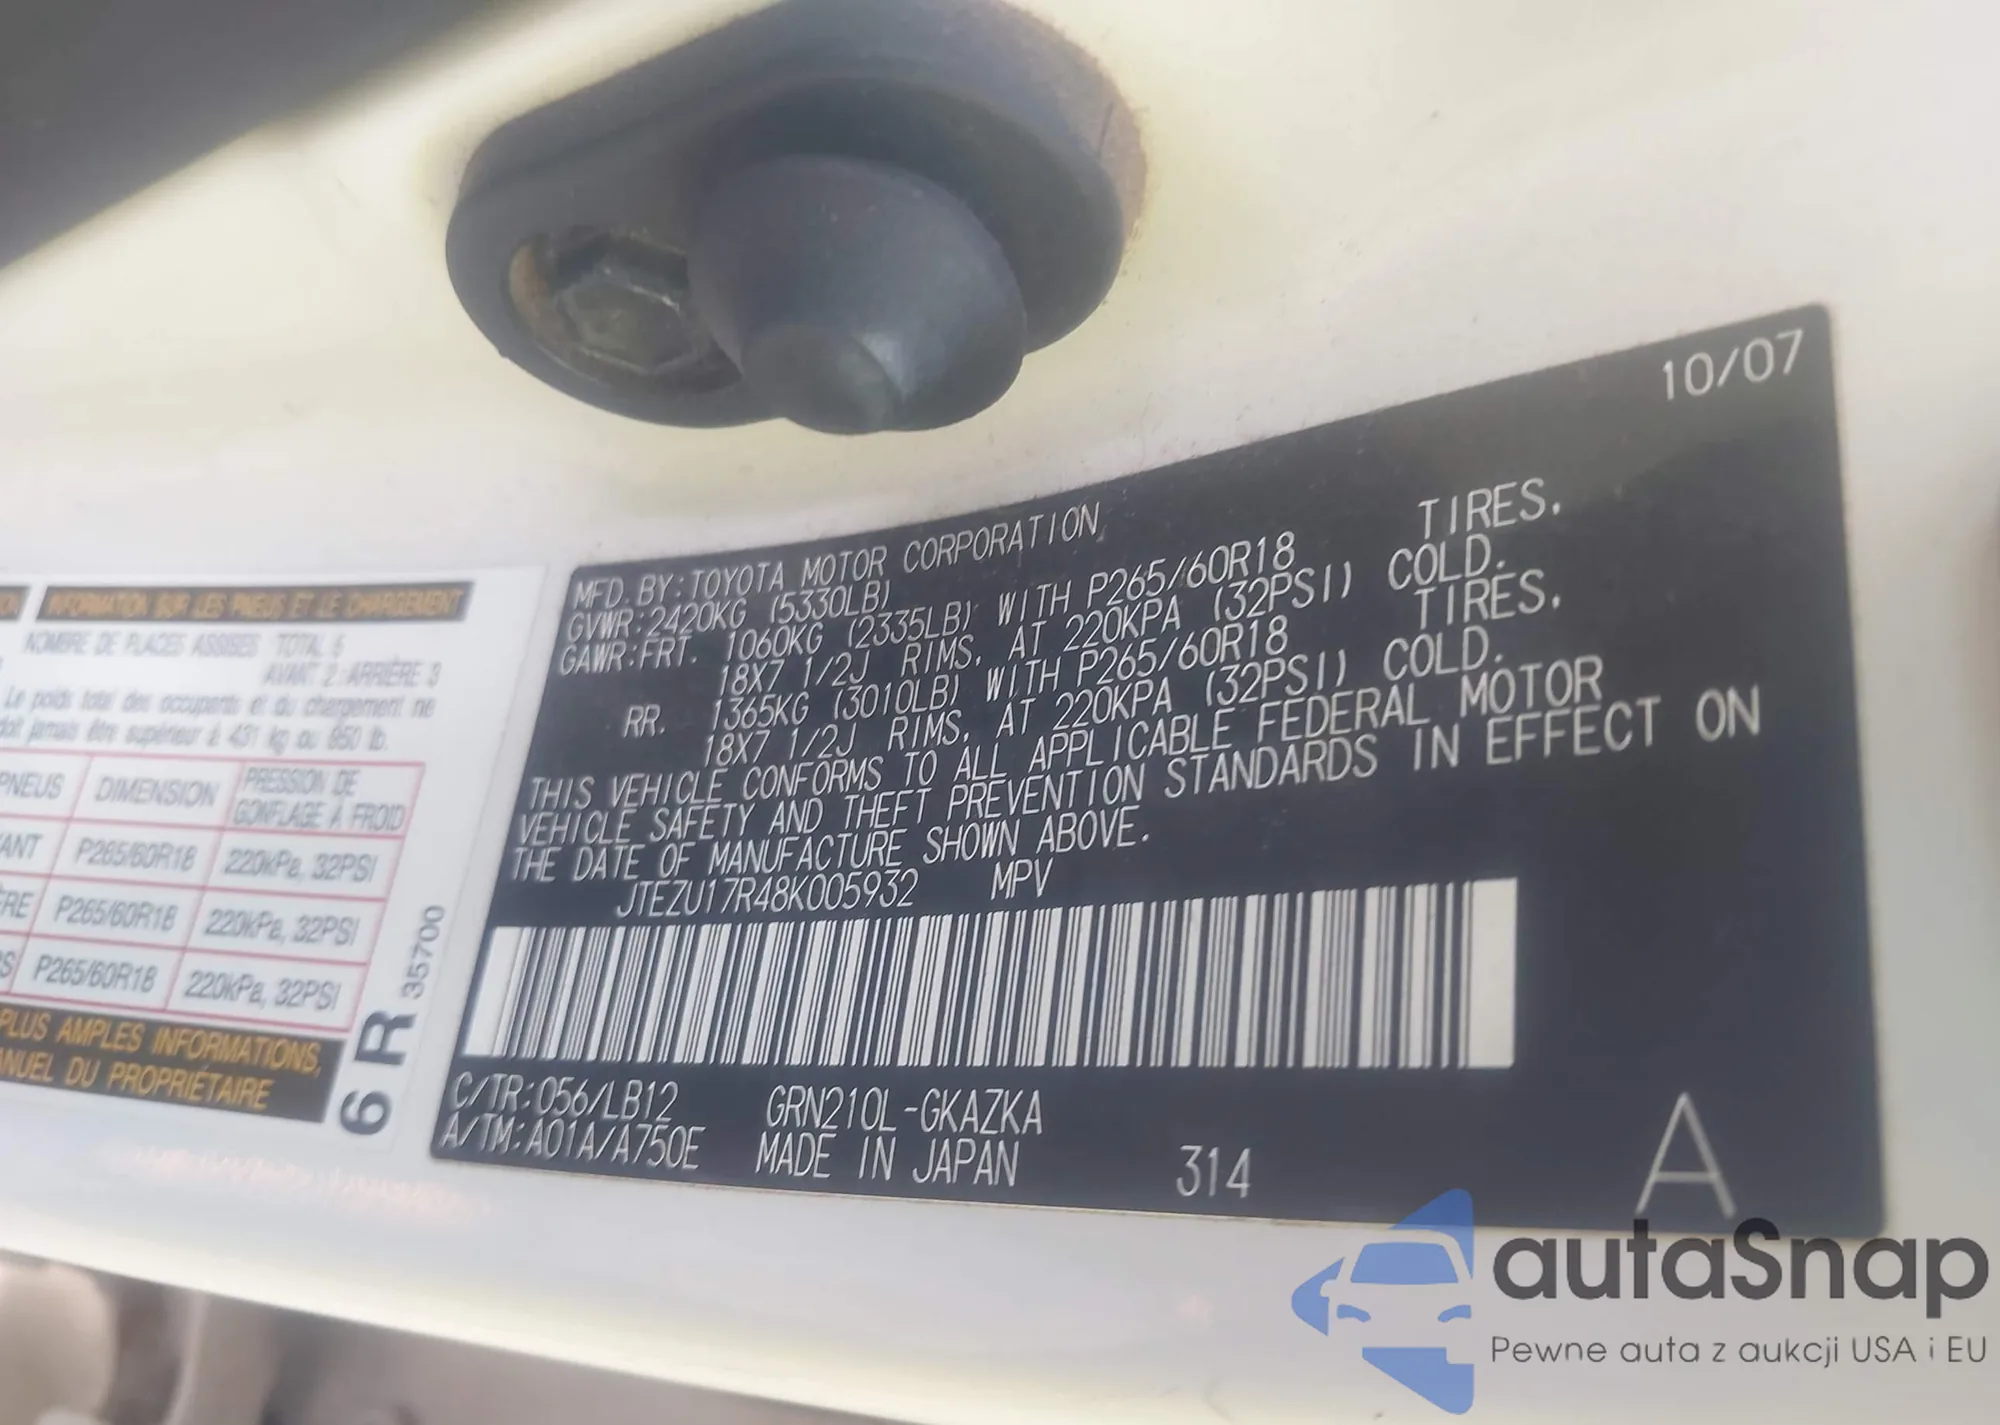 INFORMATION SUR LES PNEUS ET LE CHARGEMENT
NOMBRE DE PLACES ASSISES TOTAL 5
AVANT 2 : ARRIÈRE 3
Le poids total des occupants et du chargement ne
doit jamais être supérieur à 431 kg ou 950 lb.
PNEUS DIMENSION PRESSION DE
GONFLAGE À FROID
ANT P265/60R18 220kPa, 32PSI
ÈRE P265/60R18 220kPa, 32PSI
S P265/60R18 220kPa, 32PSI
PLUS AMPLES INFORMATIONS,
ANUEL DU PROPRIÉTAIRE
6R 35700
10/07
MFD. BY: TOYOTA MOTOR CORPORATION
GVWR: 2420KG (5330LB)
GAWR: FRT. 1060KG (2335LB) WITH P265/60R18 TIRES,
18X7 1/2J RIMS, AT 220KPA (32PSI) COLD.
RR. 1365KG (3010LB) WITH P265/60R18 TIRES,
18X7 1/2J RIMS, AT 220KPA (32PSI) COLD.
THIS VEHICLE CONFORMS TO ALL APPLICABLE FEDERAL MOTOR
VEHICLE SAFETY AND THEFT PREVENTION STANDARDS IN EFFECT ON
THE DATE OF MANUFACTURE SHOWN ABOVE.
JTEZU17R48K005932 MPV
C/TR: 056/LB12 GRN210L-GKAZKA
A/TM: A01A/A750E MADE IN JAPAN 314 A
autaSnap
Pewne auta z aukcji USA i EU